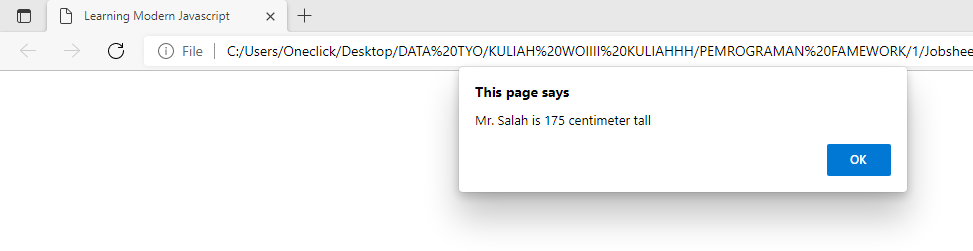 Learning Modern Javascript
File C:/Users/Oneclick/Desktop/DATA%20TYO/KULIAH%20WOIIII%20KULIAHHH/PEMROGRAMAN%20FAMEWORK/1/Jobshee
This page says
Mr. Salah is 175 centimeter tall
OK